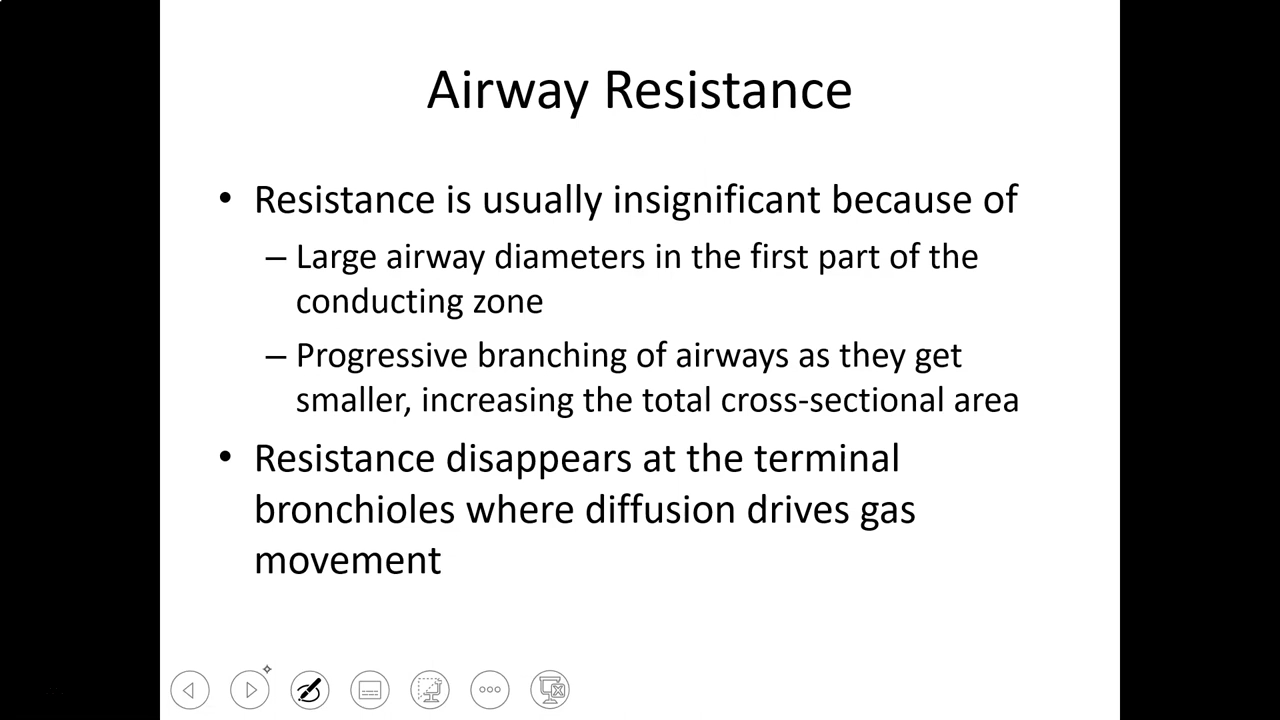 Airway Resistance
• Resistance is usually insignificant because of
– Large airway diameters in the first part of the
conducting zone
– Progressive branching of airways as they get
smaller, increasing the total cross-sectional area
• Resistance disappears at the terminal
bronchioles where diffusion drives gas
movement